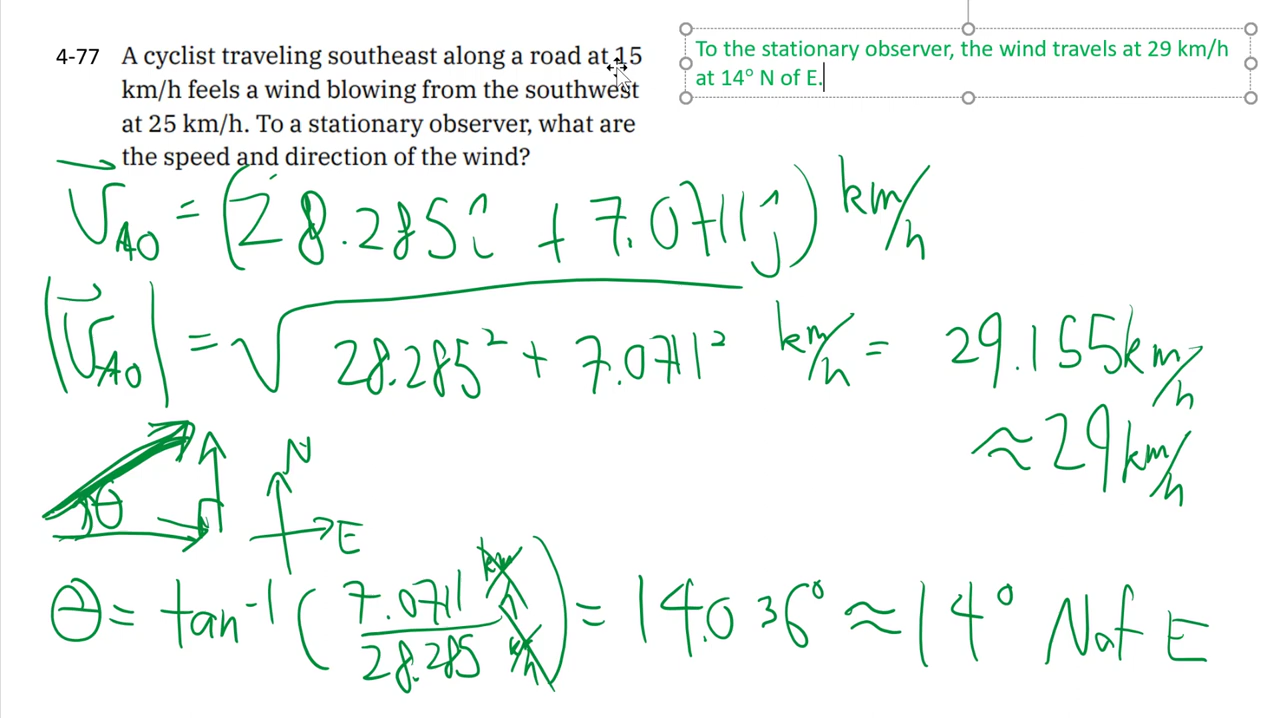 4-77 A cyclist traveling southeast along a road at 15
km/h feels a wind blowing from the southwest
at 25 km/h. To a stationary observer, what are
the speed and direction of the wind?
To the stationary observer, the wind travels at 29 km/h
at 14° N of E.
V⃗_AO = (28.285î + 7.0711ĵ) km/h
|V⃗_AO| = √(28.285² + 7.0711²) km/h = 29.155 km/h
≈ 29 km/h
θ
N
E
θ = tan⁻¹ (7.0711 km/h / 28.285 km/h) = 14.036° ≈ 14° N of E